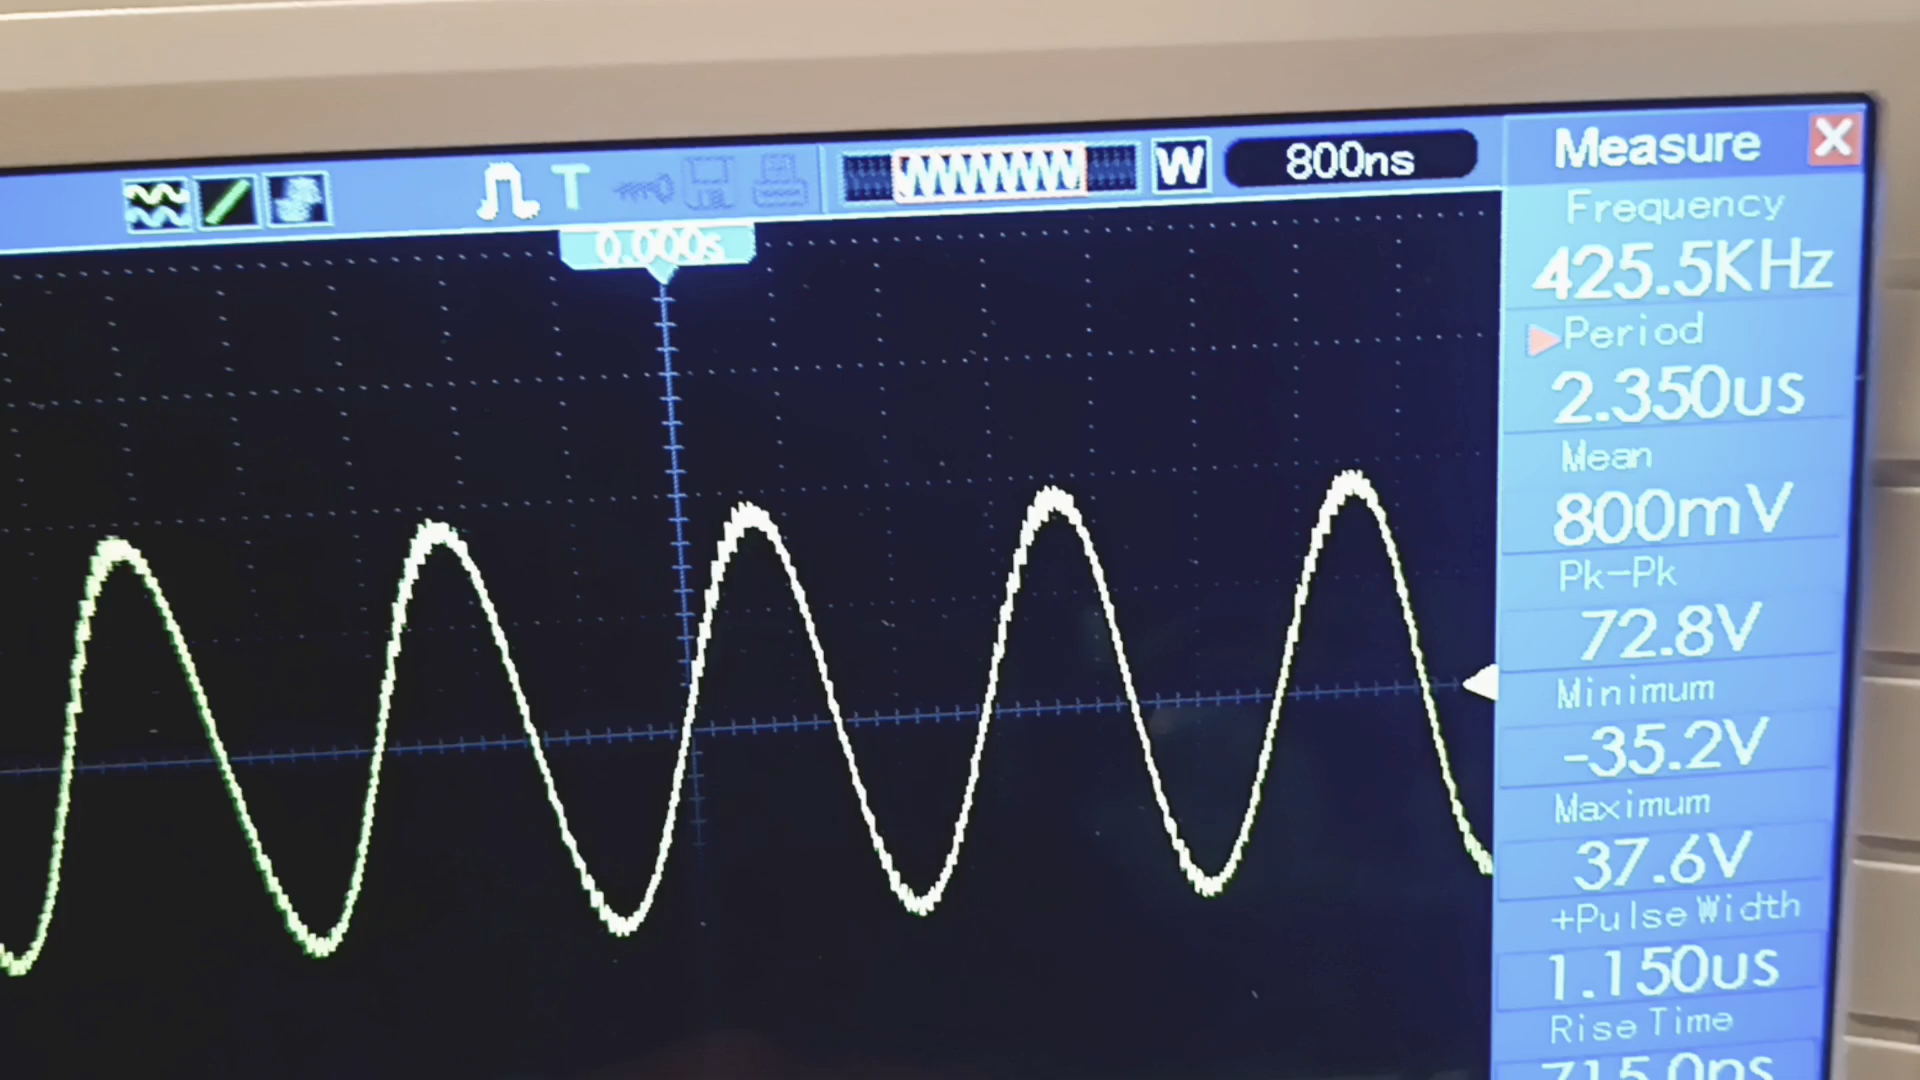 T
W
800ns
Measure
0.000s
Frequency
425.5KHz
Period
2.350us
Mean
800mV
Pk-Pk
72.8V
Minimum
-35.2V
Maximum
37.6V
+Pulse Width
1.150us
Rise Time